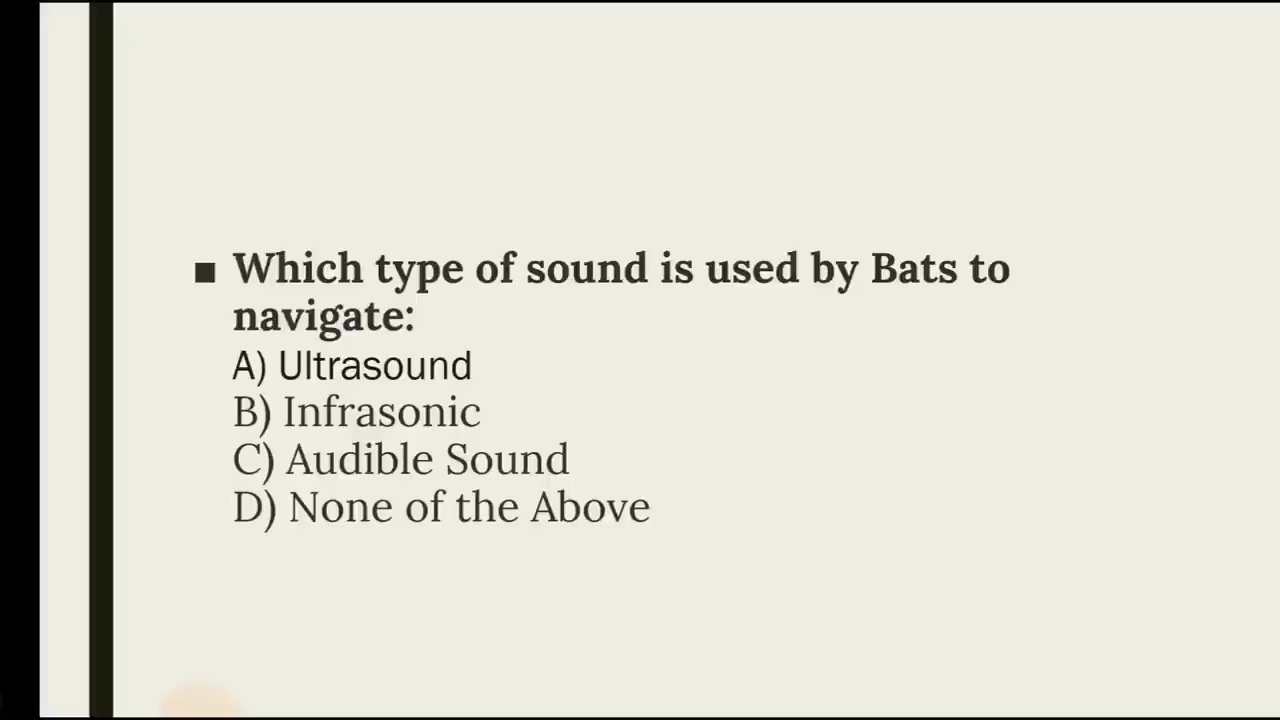 ■ Which type of sound is used by Bats to
navigate:
A) Ultrasound
B) Infrasonic
C) Audible Sound
D) None of the Above